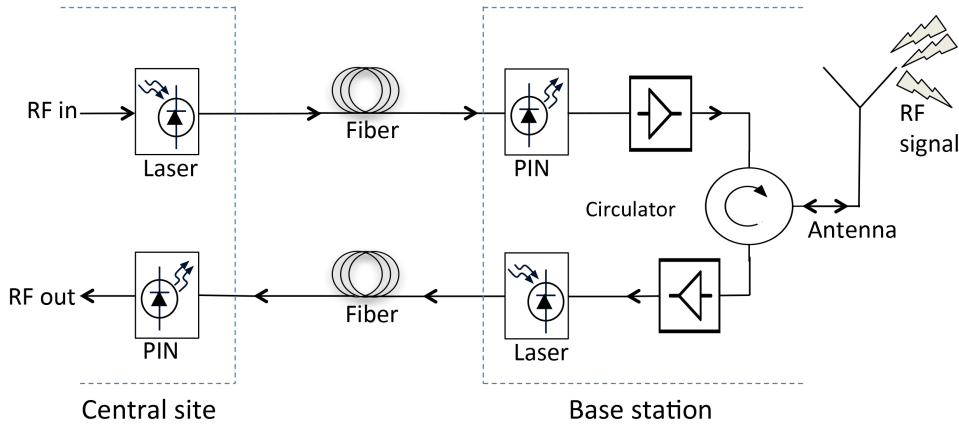 RF in
Laser
Fiber
PIN
RF
signal
Circulator
Antenna
RF out
PIN
Fiber
Laser
Central site
Base station